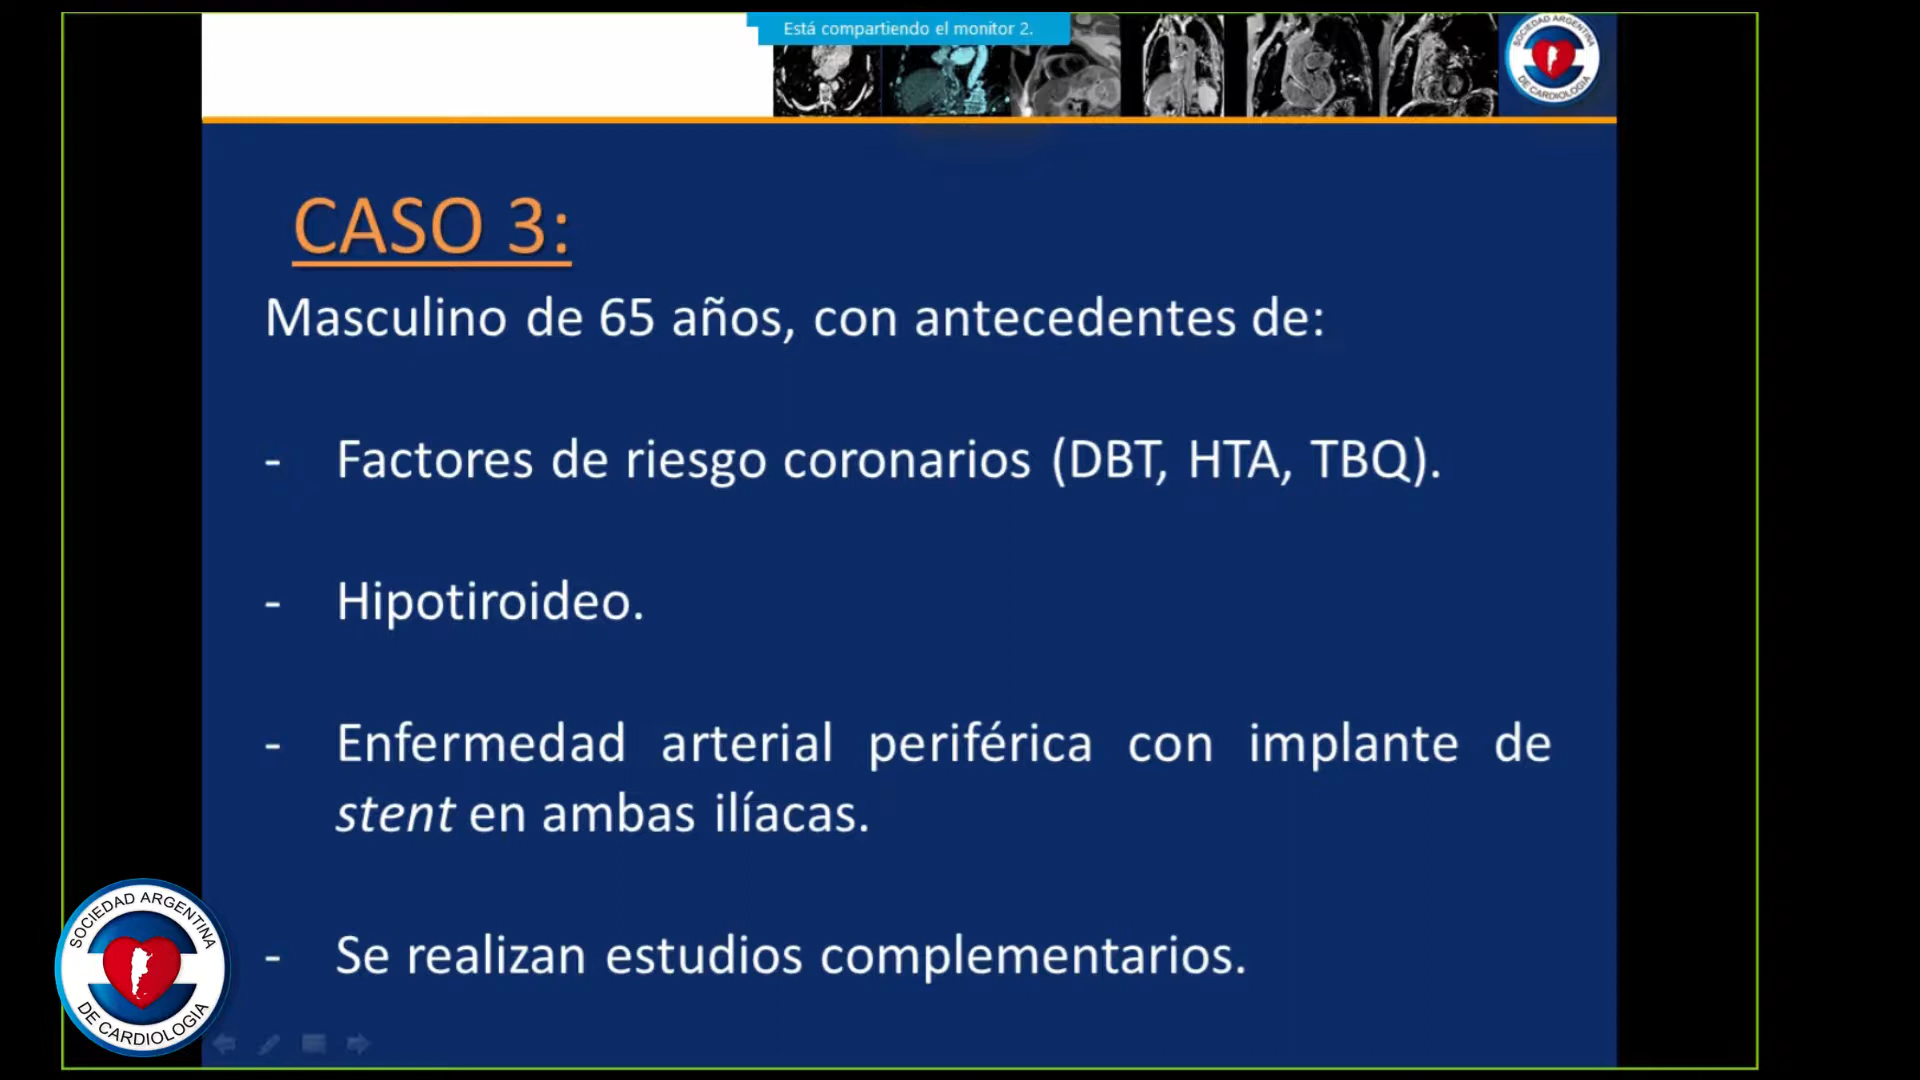 Está compartiendo el monitor 2.
SOCIEDAD ARGENTINA
DE CARDIOLOGIA
CASO 3:
Masculino de 65 años, con antecedentes de:
- Factores de riesgo coronarios (DBT, HTA, TBQ).
- Hipotiroideo.
- Enfermedad arterial periférica con implante de
stent en ambas ilíacas.
- Se realizan estudios complementarios.
SOCIEDAD ARGENTINA
DE CARDIOLOGIA